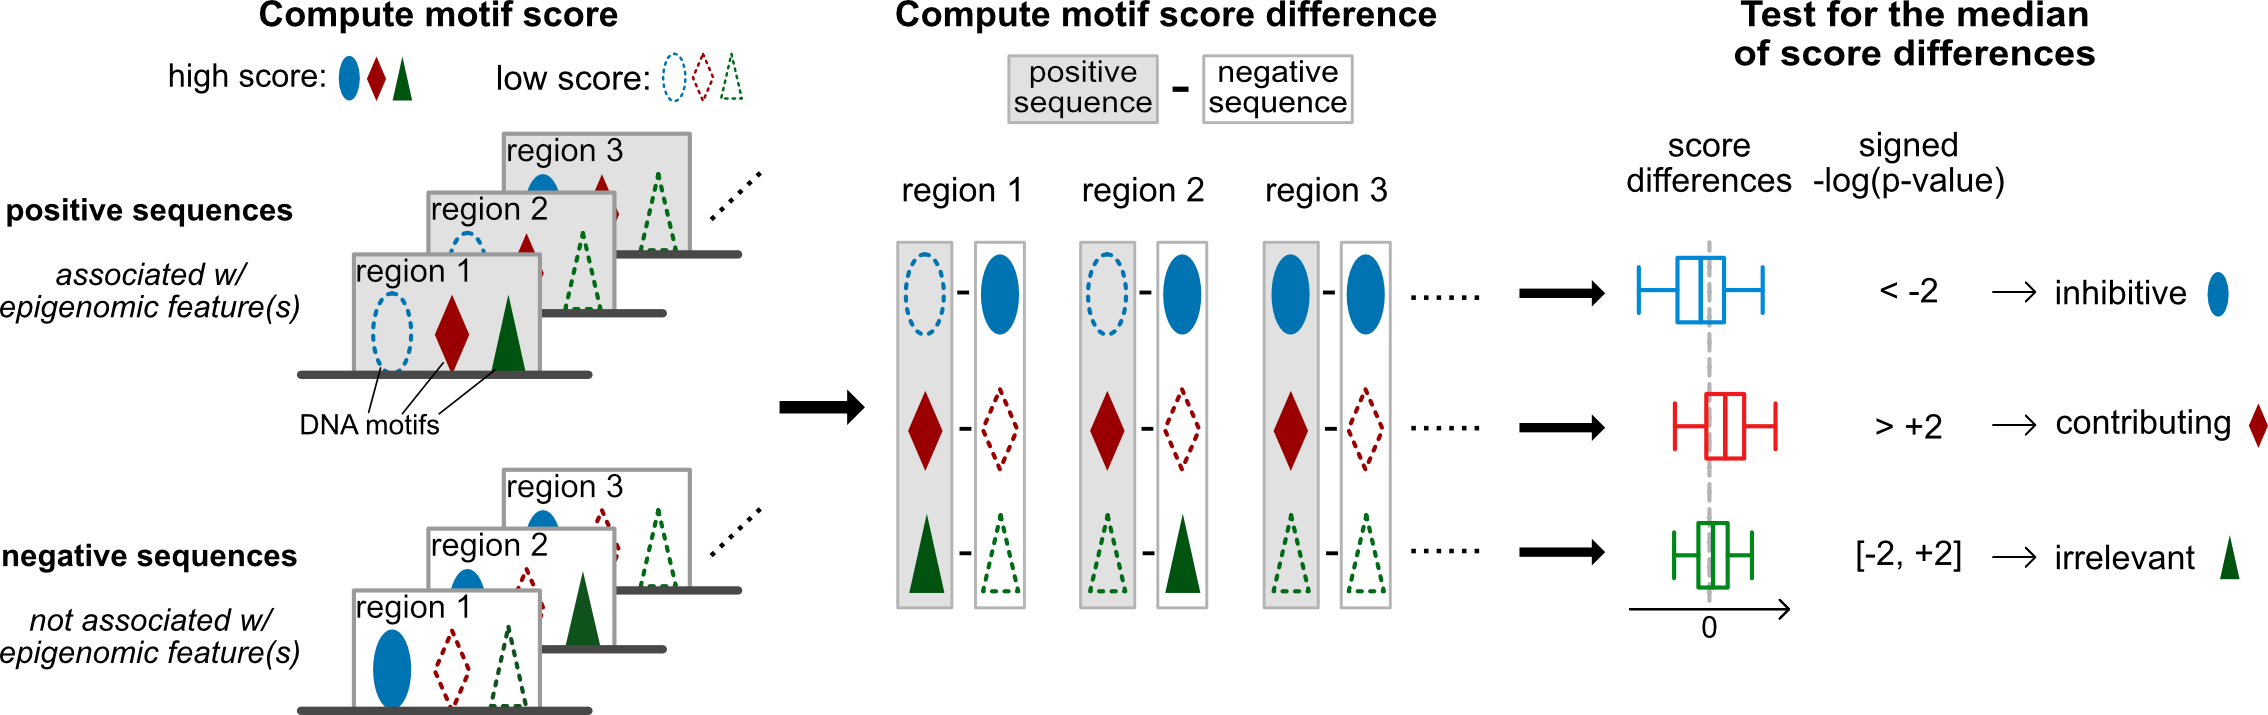 Compute motif score
high score:
low score:
positive sequences
associated w/
epigenomic feature(s)
region 3
region 2
region 1
DNA motifs
negative sequences
not associated w/
epigenomic feature(s)
region 3
region 2
region 1
Compute motif score difference
positive
sequence
-
negative
sequence
region 1
region 2
region 3
- - -
- - -
- - -
Test for the median
of score differences
score
differences
signed
-log(p-value)
< -2
inhibitive
> +2
contributing
[-2, +2]
irrelevant
0